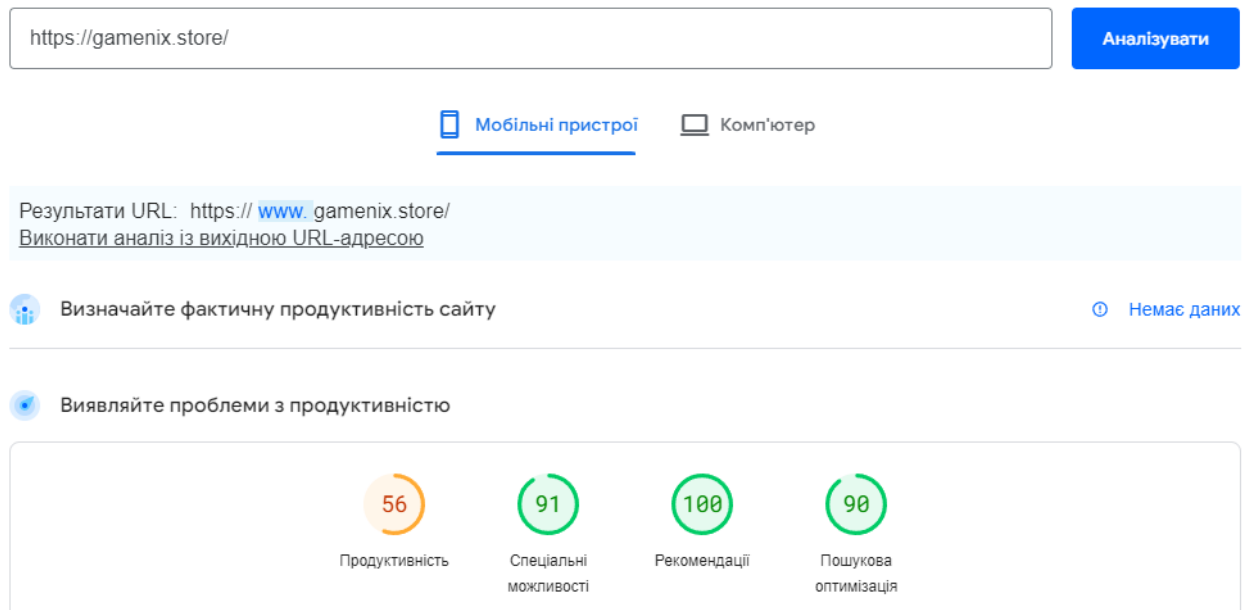 https://gamenix.store/
Аналізувати
Мобільні пристрої
Комп'ютер
Результати URL: https:// www. gamenix.store/
Виконати аналіз із вихідною URL-адресою
Визначайте фактичну продуктивність сайту
Немає даних
Виявляйте проблеми з продуктивністю
56
91
100
90
Продуктивність
Спеціальні
можливості
Рекомендації
Пошукова
оптимізація